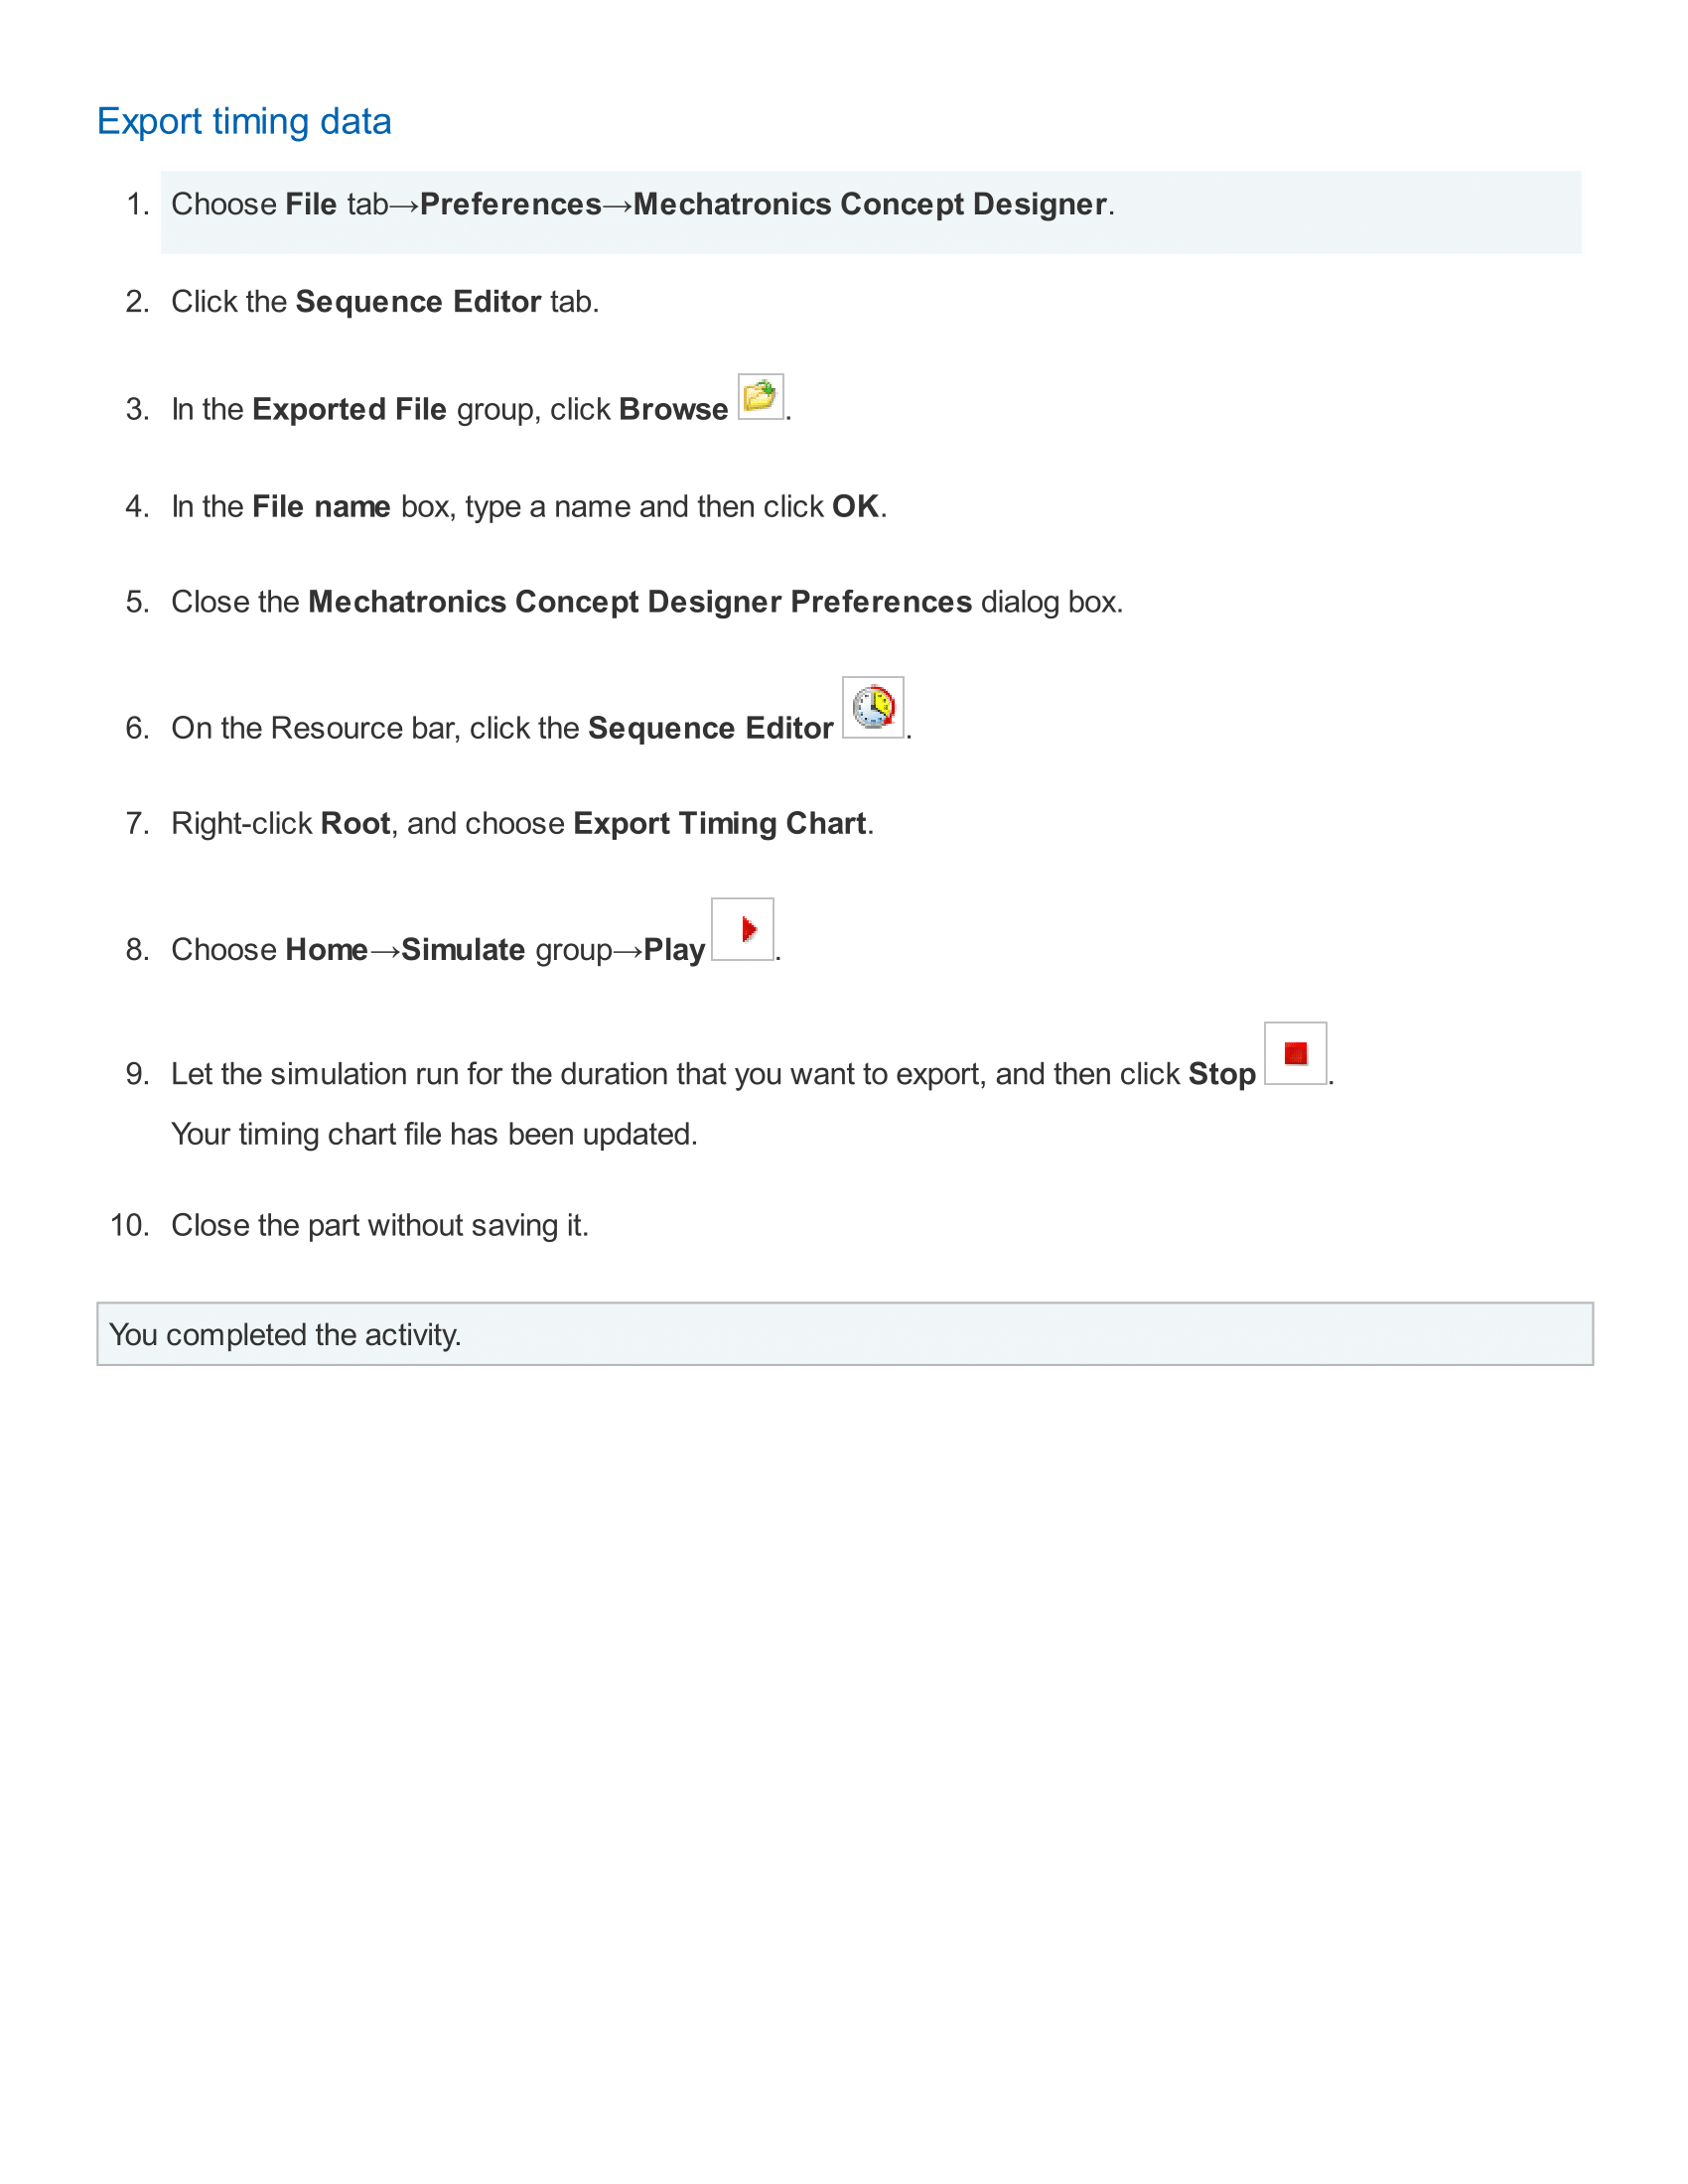 Export timing data
1. Choose File tab→Preferences→Mechatronics Concept Designer.
2. Click the Sequence Editor tab.
3. In the Exported File group, click Browse .
4. In the File name box, type a name and then click OK.
5. Close the Mechatronics Concept Designer Preferences dialog box.
6. On the Resource bar, click the Sequence Editor .
7. Right-click Root, and choose Export Timing Chart.
8. Choose Home→Simulate group→Play .
9. Let the simulation run for the duration that you want to export, and then click Stop .
Your timing chart file has been updated.
10. Close the part without saving it.
You completed the activity.